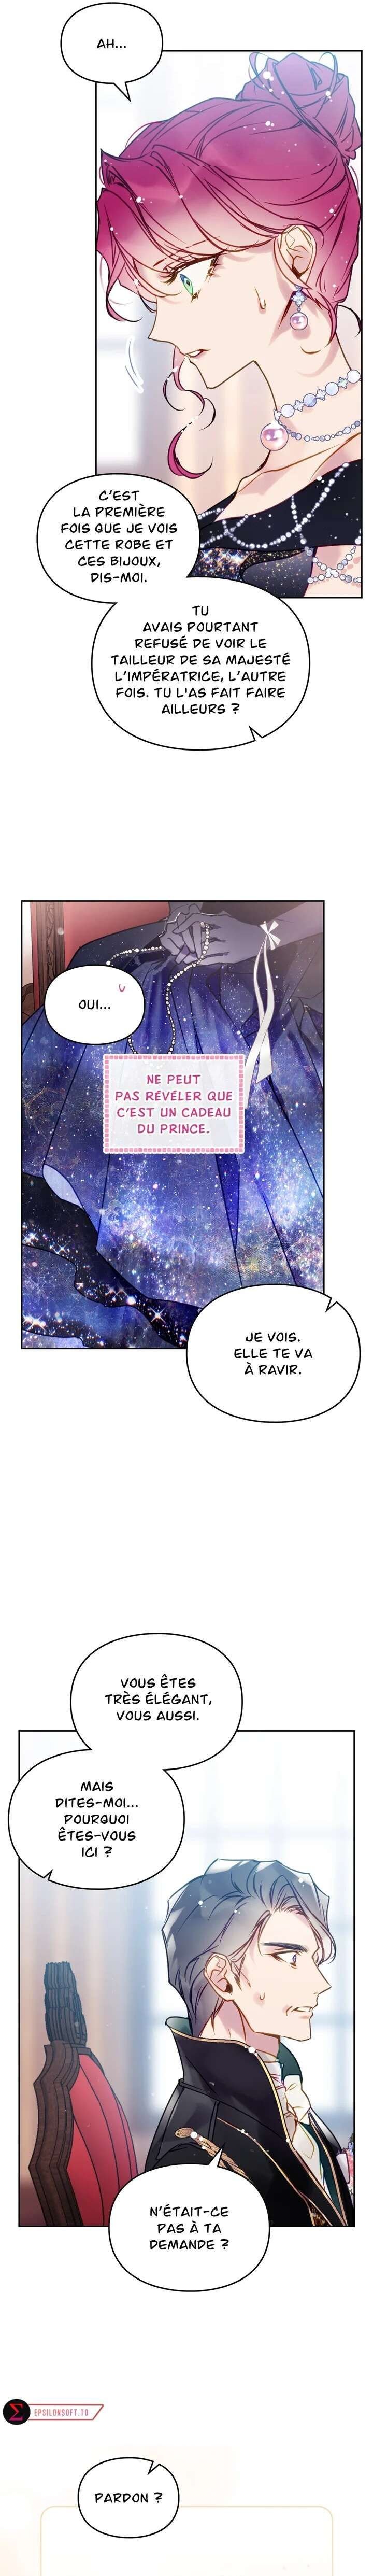 AH...
C'EST
LA PREMIÈRE
FOIS QUE JE VOIS
CETTE ROBE ET
CES BIJOUX,
DIS-MOI.
TU
AVAIS POURTANT
REFUSÉ DE VOIR LE
TAILLEUR DE SA MAJESTÉ
L'IMPÉRATRICE, L'AUTRE
FOIS. TU L'AS FAIT FAIRE
AILLEURS ?
OUI...
NE PEUT
PAS RÉVÉLER QUE
C'EST UN CADEAU
DU PRINCE.
JE VOIS.
ELLE TE VA
À RAVIR.
VOUS ÊTES
TRÈS ÉLÉGANT,
VOUS AUSSI.
MAIS
DITES-MOI...
POURQUOI
ÊTES-VOUS
ICI ?
N'ÉTAIT-CE
PAS À TA
DEMANDE ?
Σ EPSILONSOFT.TO
PARDON ?